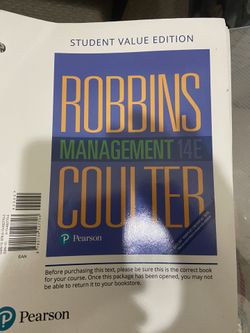 STUDENT VALUE EDITION
ROBBINS
MANAGEMENT 14E
COULTER
Pearson
EAN
Before purchasing this text, please be sure this is the correct book
for your course. Once this package has been opened, you may not
be able to return it to your bookstore.
Pearson